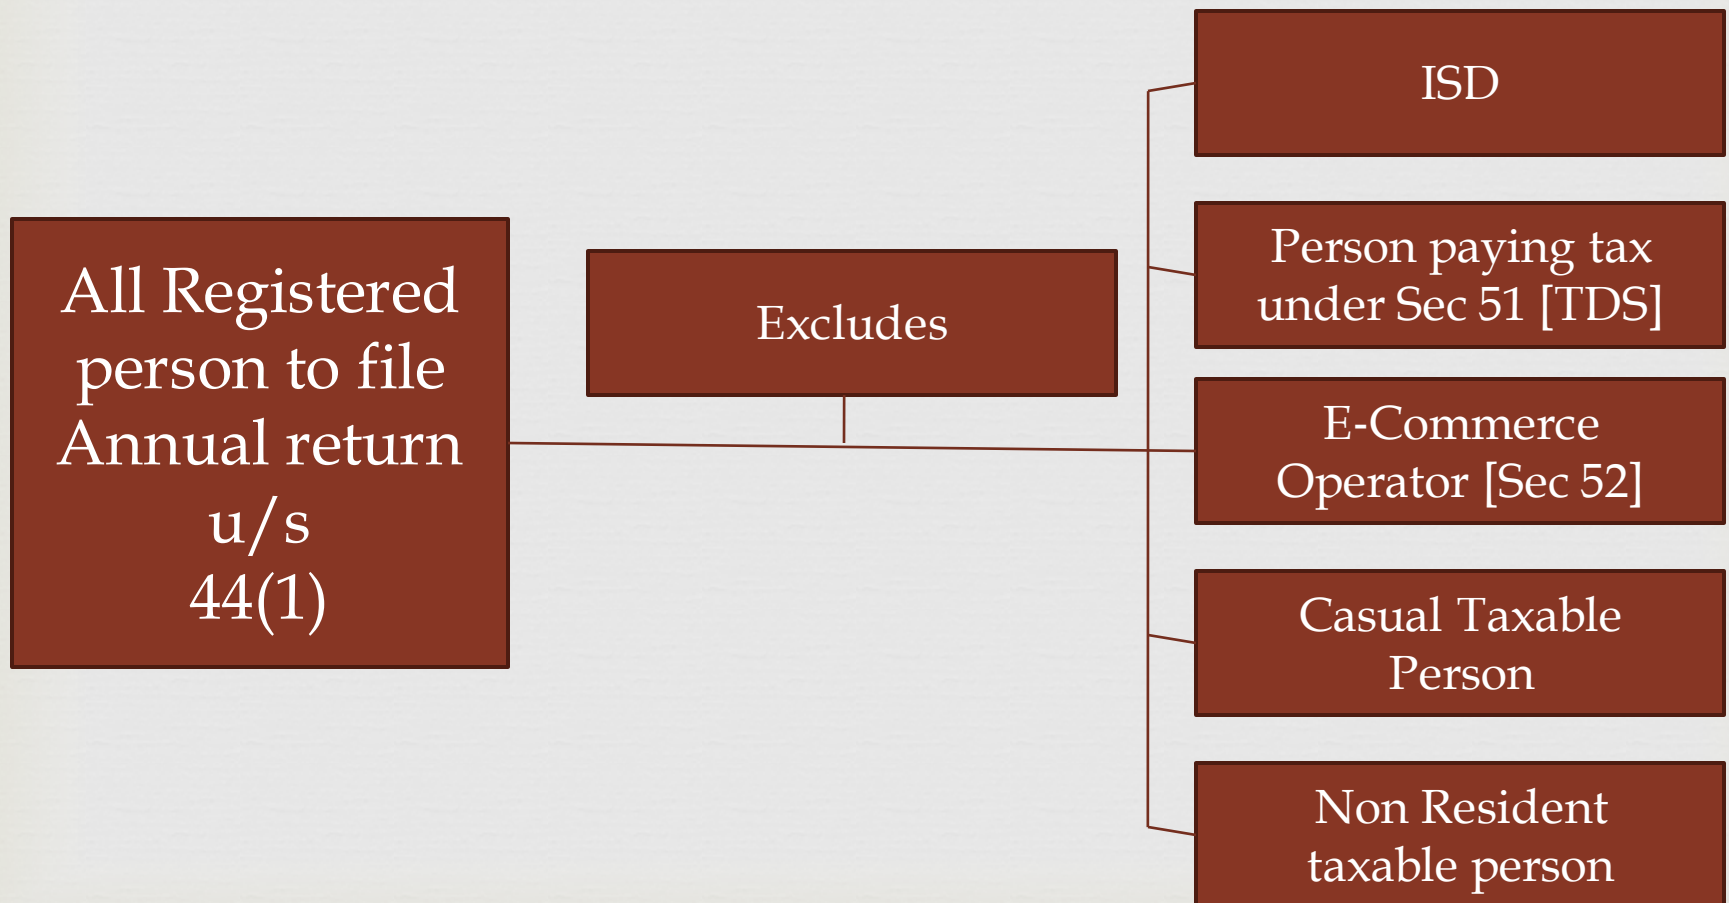 All Registered
person to file
Annual return
u/s
44(1)
Excludes
ISD
Person paying tax
under Sec 51 [TDS]
E-Commerce
Operator [Sec 52]
Casual Taxable
Person
Non Resident
taxable person